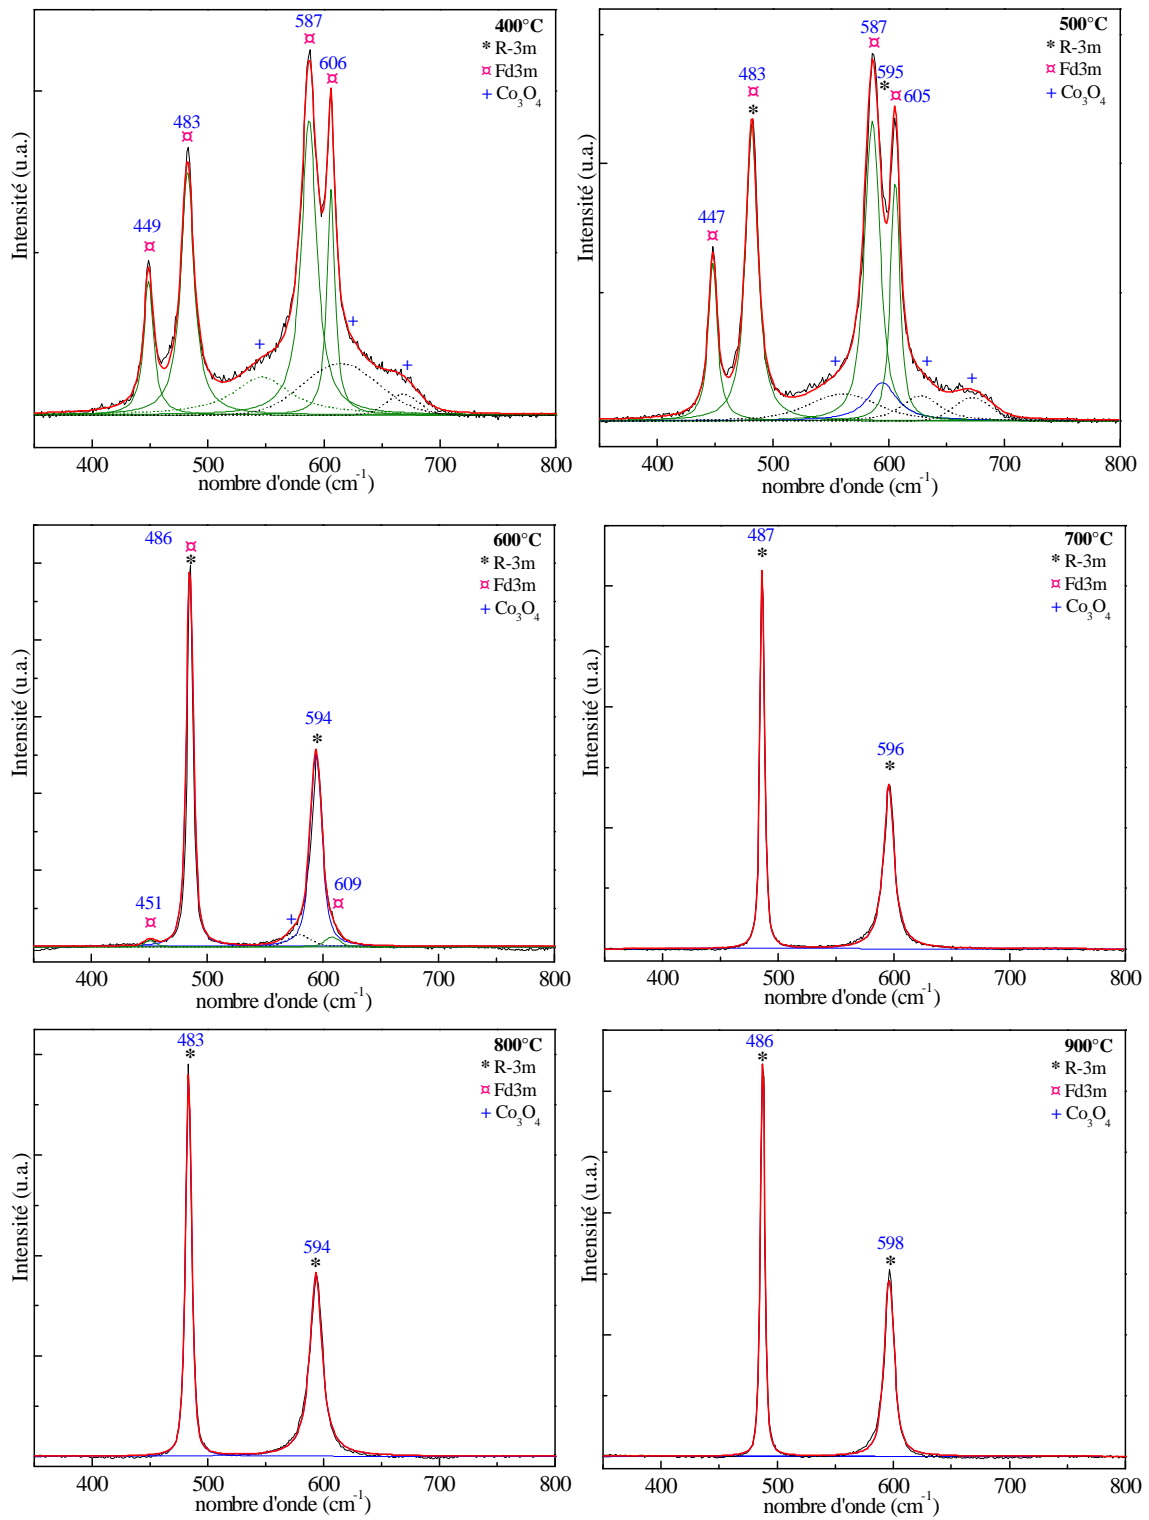 400°C
* R-3m
¤ Fd3m
+ Co₃O₄
587
606
483
449
Intensité (u.a.)
400 500 600 700 800
nombre d'onde (cm⁻¹)
500°C
* R-3m
¤ Fd3m
+ Co₃O₄
587
595
605
483
447
Intensité (u.a.)
400 500 600 700 800
nombre d'onde (cm⁻¹)
600°C
* R-3m
¤ Fd3m
+ Co₃O₄
486
594
609
451
Intensité (u.a.)
400 500 600 700 800
nombre d'onde (cm⁻¹)
700°C
* R-3m
¤ Fd3m
+ Co₃O₄
487
596
Intensité (u.a.)
400 500 600 700 800
nombre d'onde (cm⁻¹)
800°C
* R-3m
¤ Fd3m
+ Co₃O₄
483
594
Intensité (u.a.)
400 500 600 700 800
nombre d'onde (cm⁻¹)
900°C
* R-3m
¤ Fd3m
+ Co₃O₄
486
598
Intensité (u.a.)
400 500 600 700 800
nombre d'onde (cm⁻¹)